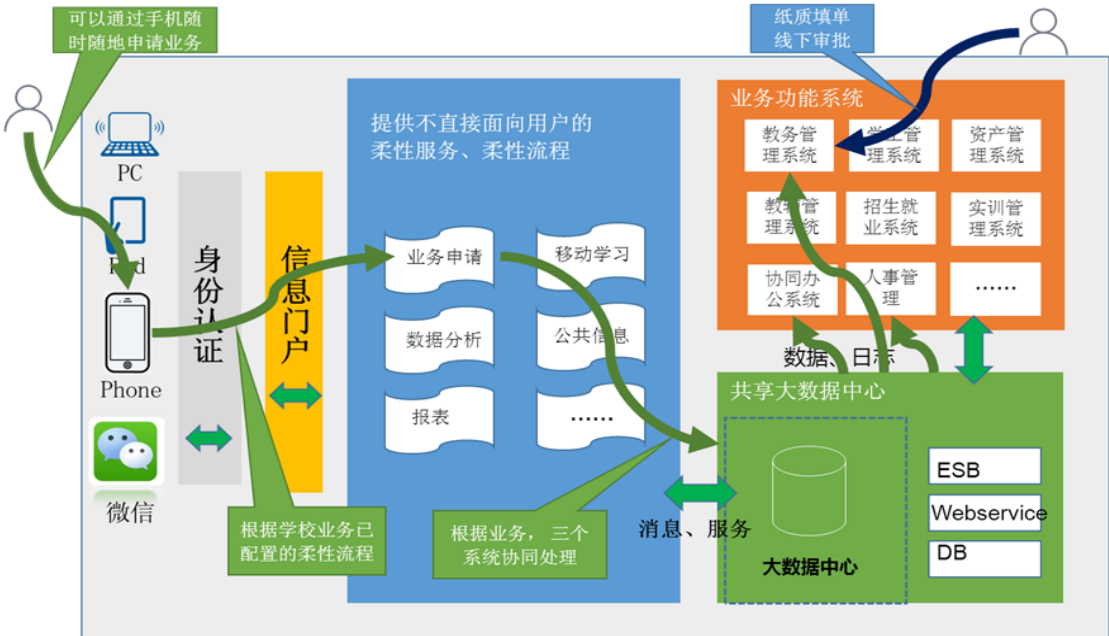 可以通过手机随
时随地申请业务
纸质填单
线下审批
PC
Phone
微信
身份认证
信息门户
提供不直接面向用户的
柔性服务、柔性流程
业务申请
移动学习
数据分析
公共信息
报表
......
根据学校业务已
配置的柔性流程
根据业务， 三个
系统协同处理
业务功能系统
教务管
理系统
学工管
理系统
资产管
理系统
管
理系统
招生就
业系统
实训管
理系统
协同办
公系统
人事管
理
......
数据、日志
消息、服务
共享大数据中心
大数据中心
ESB
Webservice
DB